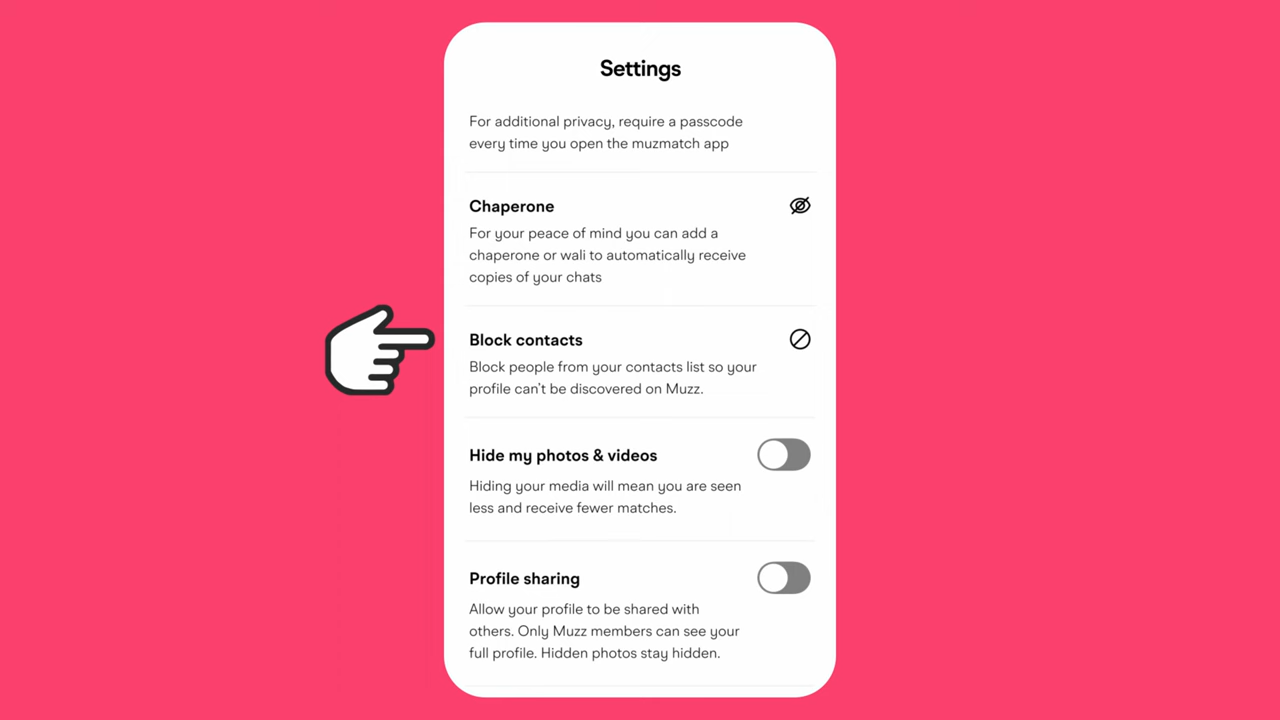 Settings
For additional privacy, require a passcode
every time you open the muzmatch app
Chaperone
For your peace of mind you can add a
chaperone or wali to automatically receive
copies of your chats
Block contacts
Block people from your contacts list so your
profile can't be discovered on Muzz.
Hide my photos & videos
Hiding your media will mean you are seen
less and receive fewer matches.
Profile sharing
Allow your profile to be shared with
others. Only Muzz members can see your
full profile. Hidden photos stay hidden.